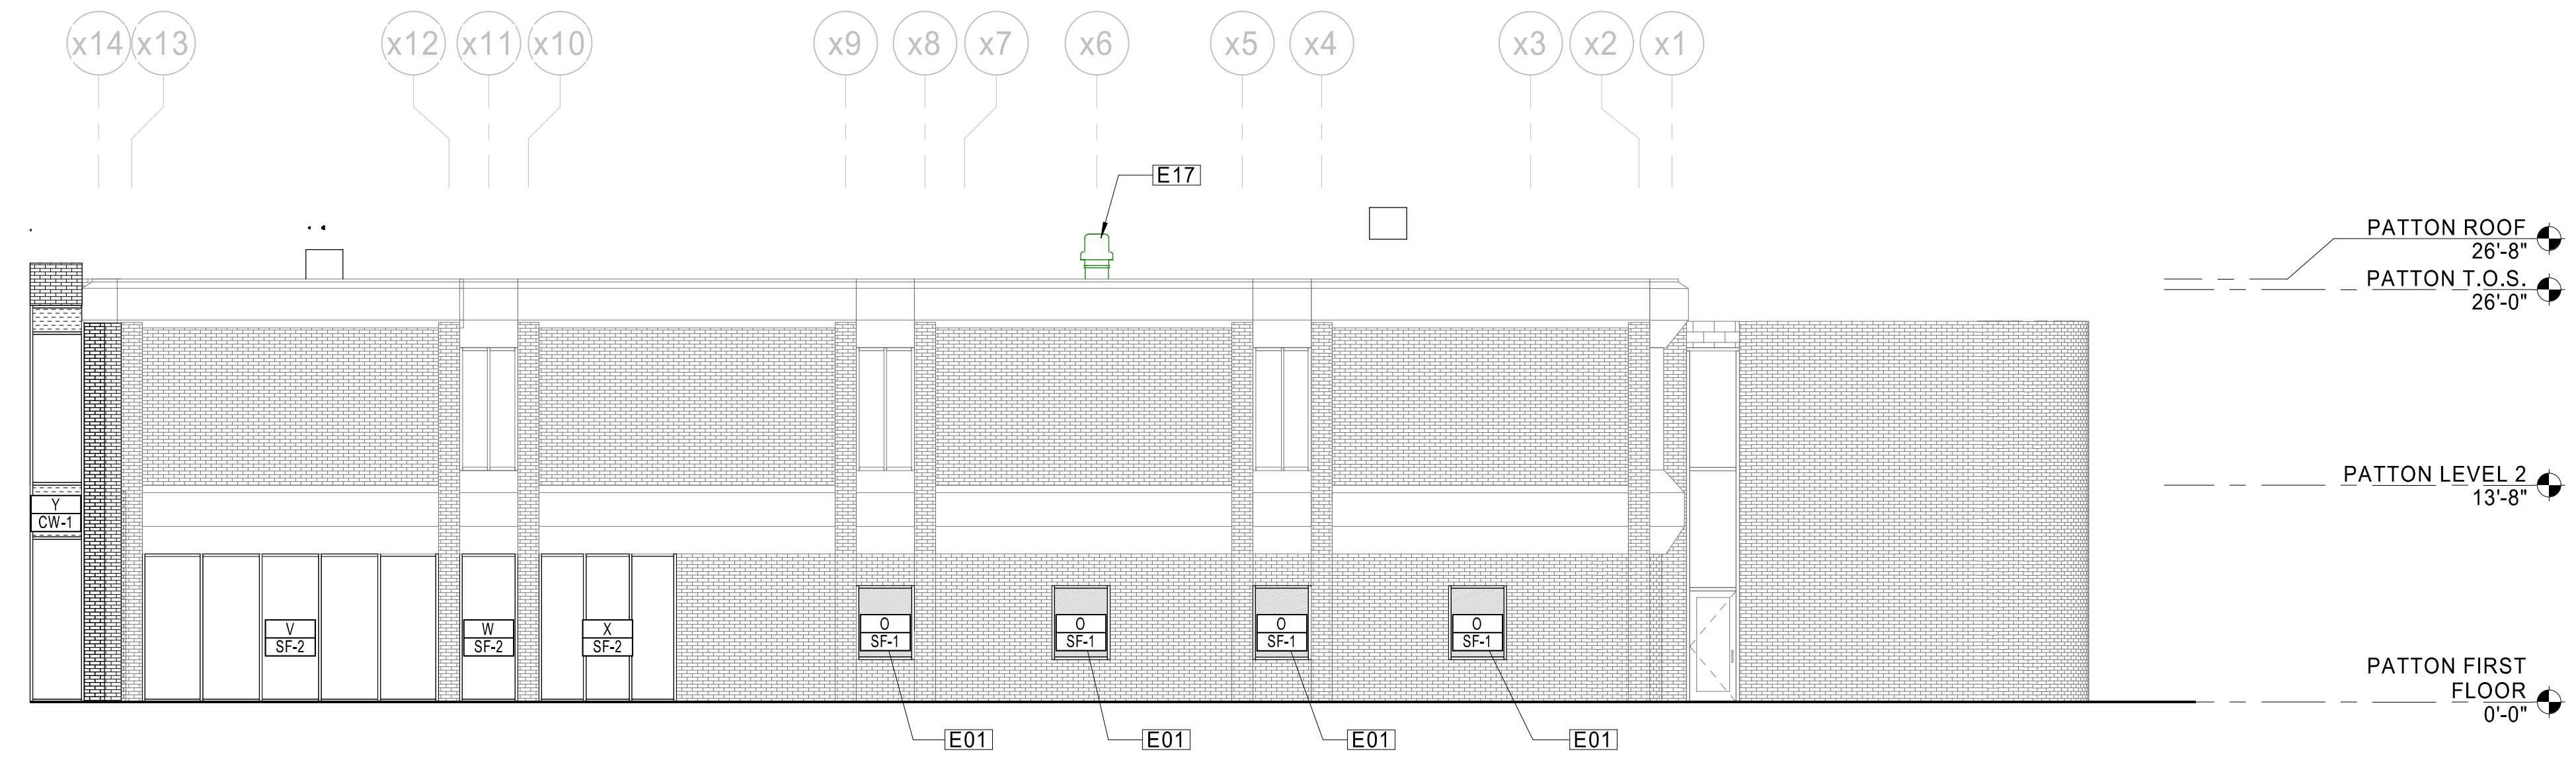 x14 x13 x12 x11 x10 x9 x8 x7 x6 x5 x4 x3 x2 x1
E17
PATTON ROOF
26'-8"
PATTON T.O.S.
26'-0"
PATTON LEVEL 2
13'-8"
Y
CW-1
V
SF-2
W
SF-2
X
SF-2
O
SF-1
O
SF-1
O
SF-1
O
SF-1
PATTON FIRST
FLOOR
0'-0"
E01 E01 E01 E01